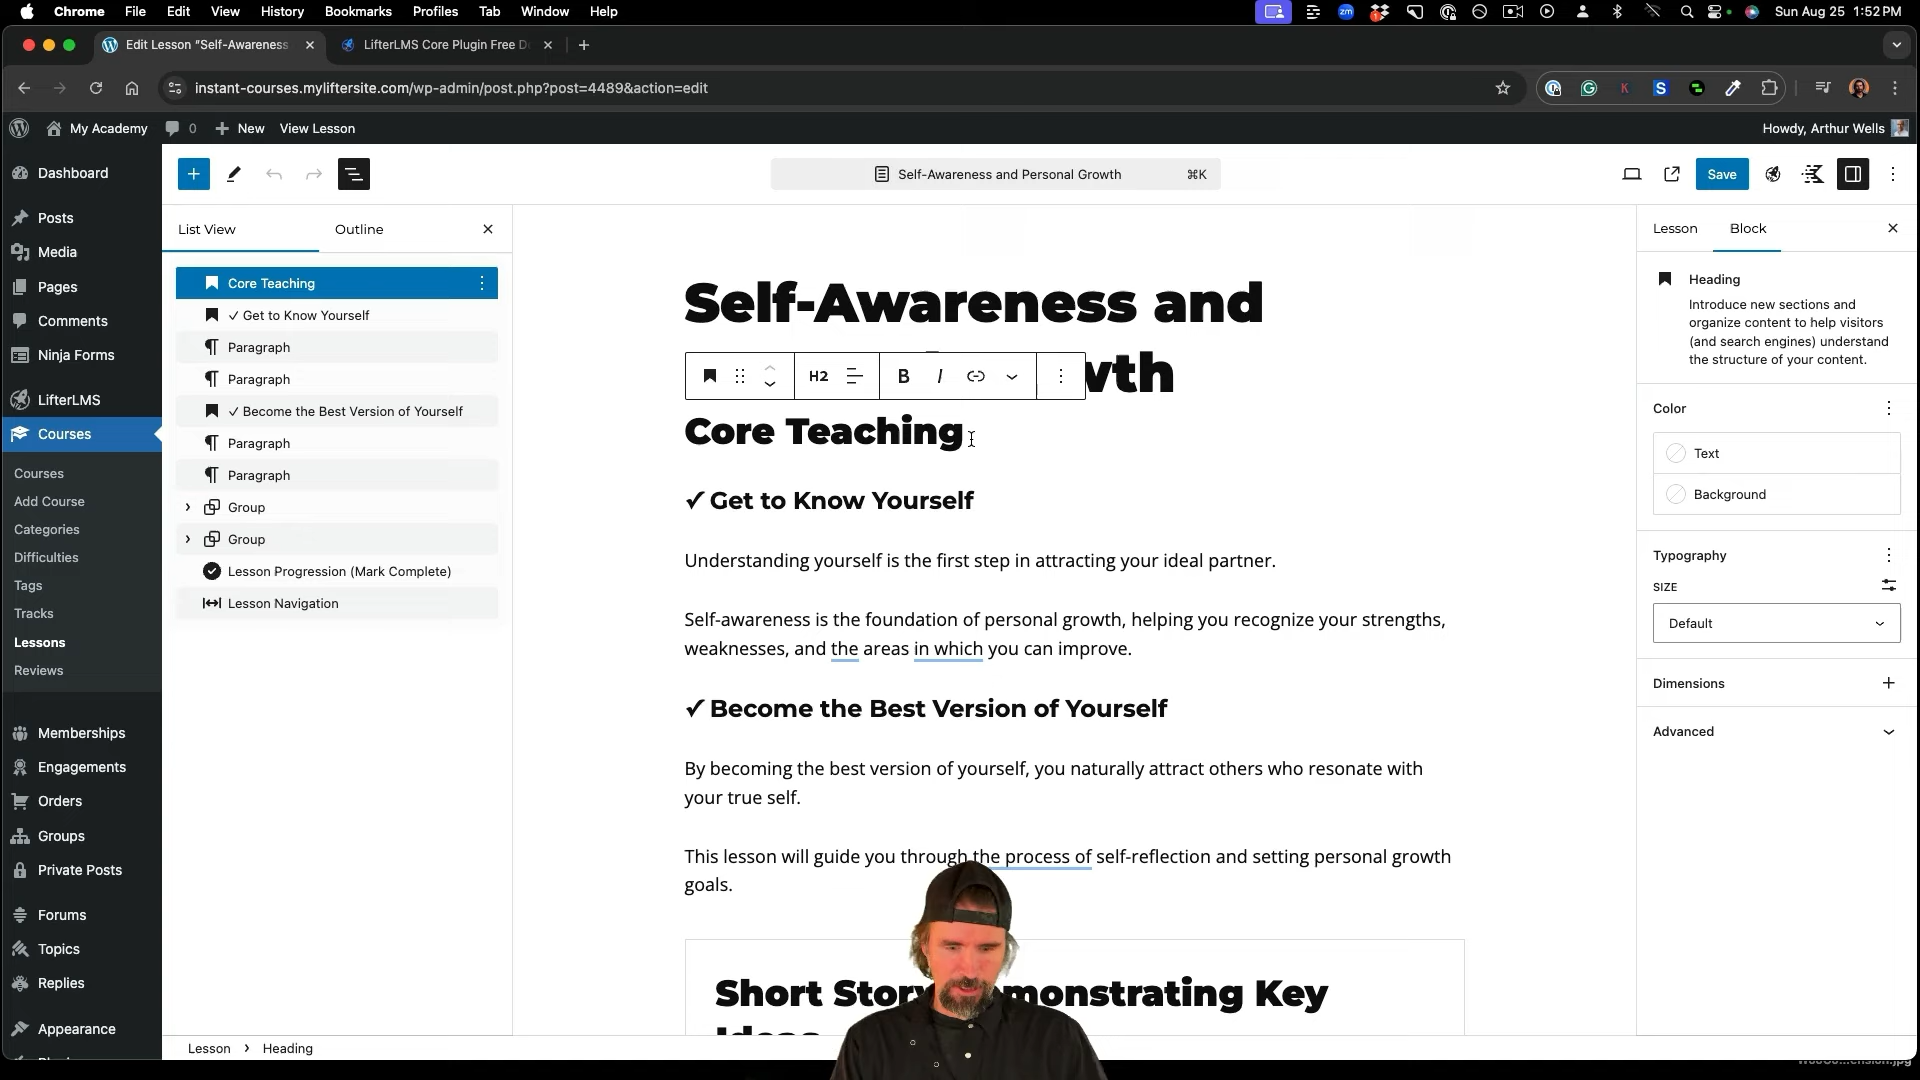 Chrome File Edit View History Bookmarks Profiles Tab Window Help
zm
Sun Aug 25 1:52 PM
Edit Lesson "Self-Awareness
LifterLMS Core Plugin Free
instant-courses.myliftersite.com/wp-admin/post.php?post=4489&action=edit
My Academy 0 New View Lesson
Howdy, Arthur Wells
Dashboard
Posts
Media
Pages
Comments
Ninja Forms
LifterLMS
Courses
Courses
Add Course
Categories
Difficulties
Tags
Tracks
Lessons
Reviews
Memberships
Engagements
Orders
Groups
Private Posts
Forums
Topics
Replies
Appearance
Self-Awareness and Personal Growth ⌘K
Save
List View Outline
Core Teaching
✓ Get to Know Yourself
Paragraph
Paragraph
✓ Become the Best Version of Yourself
Paragraph
Paragraph
Group
Group
Lesson Progression (Mark Complete)
Lesson Navigation
Self-Awareness and
wth
H2 B I
Core Teaching
✓ Get to Know Yourself
Understanding yourself is the first step in attracting your ideal partner.
Self-awareness is the foundation of personal growth, helping you recognize your strengths,
weaknesses, and the areas in which you can improve.
✓ Become the Best Version of Yourself
By becoming the best version of yourself, you naturally attract others who resonate with
your true self.
This lesson will guide you through the process of self-reflection and setting personal growth
goals.
Short Story Demonstrating Key
Lesson Block
Heading
Introduce new sections and
organize content to help visitors
(and search engines) understand
the structure of your content.
Color
Text
Background
Typography
SIZE
Default
Dimensions
Advanced
Lesson › Heading